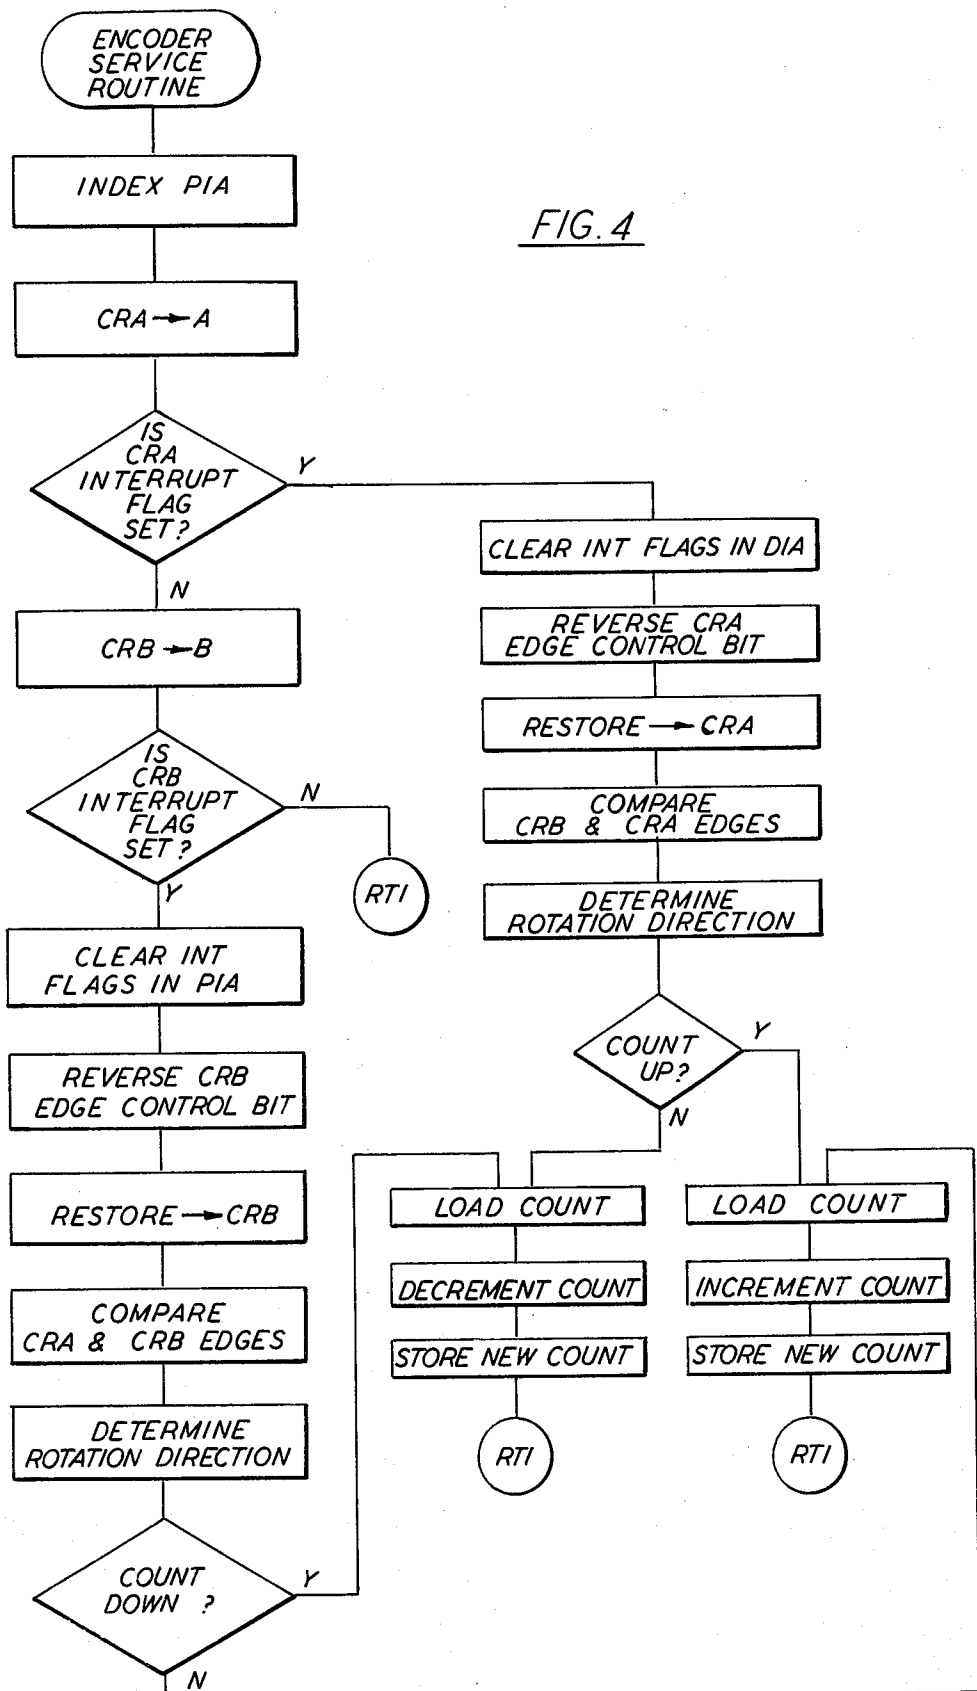 ENCODER
SERVICE
ROUTINE
INDEX PIA
FIG. 4
CRA → A
IS
CRA
INTERRUPT
FLAG
SET?
Y
N
CLEAR INT FLAGS IN DIA
REVERSE CRA
EDGE CONTROL BIT
CRB → B
RESTORE → CRA
IS
CRB
INTERRUPT
FLAG
SET?
N
Y
RTI
COMPARE
CRB & CRA EDGES
DETERMINE
ROTATION DIRECTION
CLEAR INT
FLAGS IN PIA
COUNT
UP?
Y
N
REVERSE CRB
EDGE CONTROL BIT
RESTORE → CRB
LOAD COUNT
LOAD COUNT
DECREMENT COUNT
INCREMENT COUNT
COMPARE
CRA & CRB EDGES
STORE NEW COUNT
STORE NEW COUNT
DETERMINE
ROTATION DIRECTION
RTI
RTI
COUNT
DOWN ?
Y
N